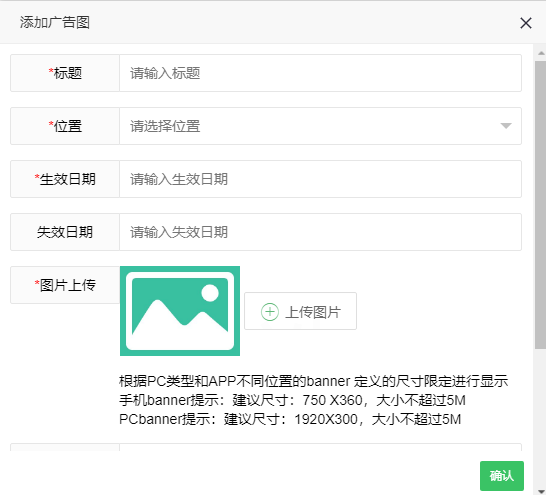 添加广告图
*标题
请输入标题
*位置
请选择位置
*生效日期
请输入生效日期
失效日期
请输入失效日期
*图片上传
上传图片
根据PC类型和APP不同位置的banner 定义的尺寸限定进行显示
手机banner提示：建议尺寸：750 X360，大小不超过5M
PCbanner提示：建议尺寸：1920X300，大小不超过5M
确认